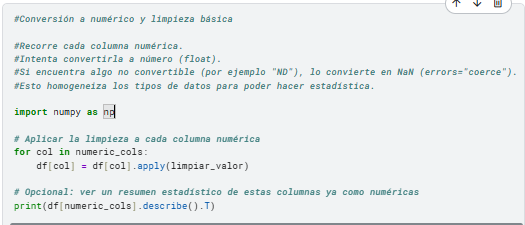 #Conversión a numérico y limpieza básica
#Recorre cada columna numérica.
#Intenta convertirla a número (float).
#Si encuentra algo no convertible (por ejemplo "ND"), lo convierte en NaN (errors="coerce").
#Esto homogeneiza los tipos de datos para poder hacer estadística.
import numpy as np
# Aplicar la limpieza a cada columna numérica
for col in numeric_cols:
    df[col] = df[col].apply(limpiar_valor)
# Opcional: ver un resumen estadístico de estas columnas ya como numéricas
print(df[numeric_cols].describe().T)